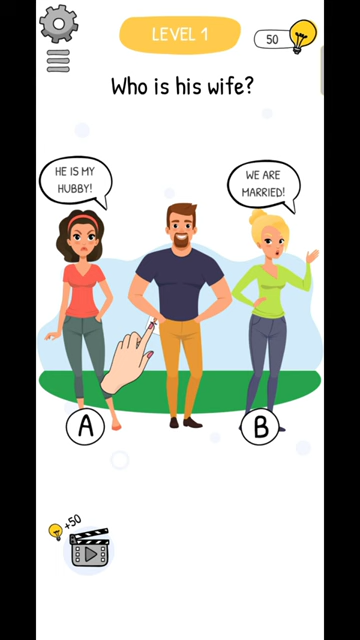 LEVEL 1
50
Who is his wife?
HE IS MY
HUBBY!
WE ARE
MARRIED!
A
B
+50